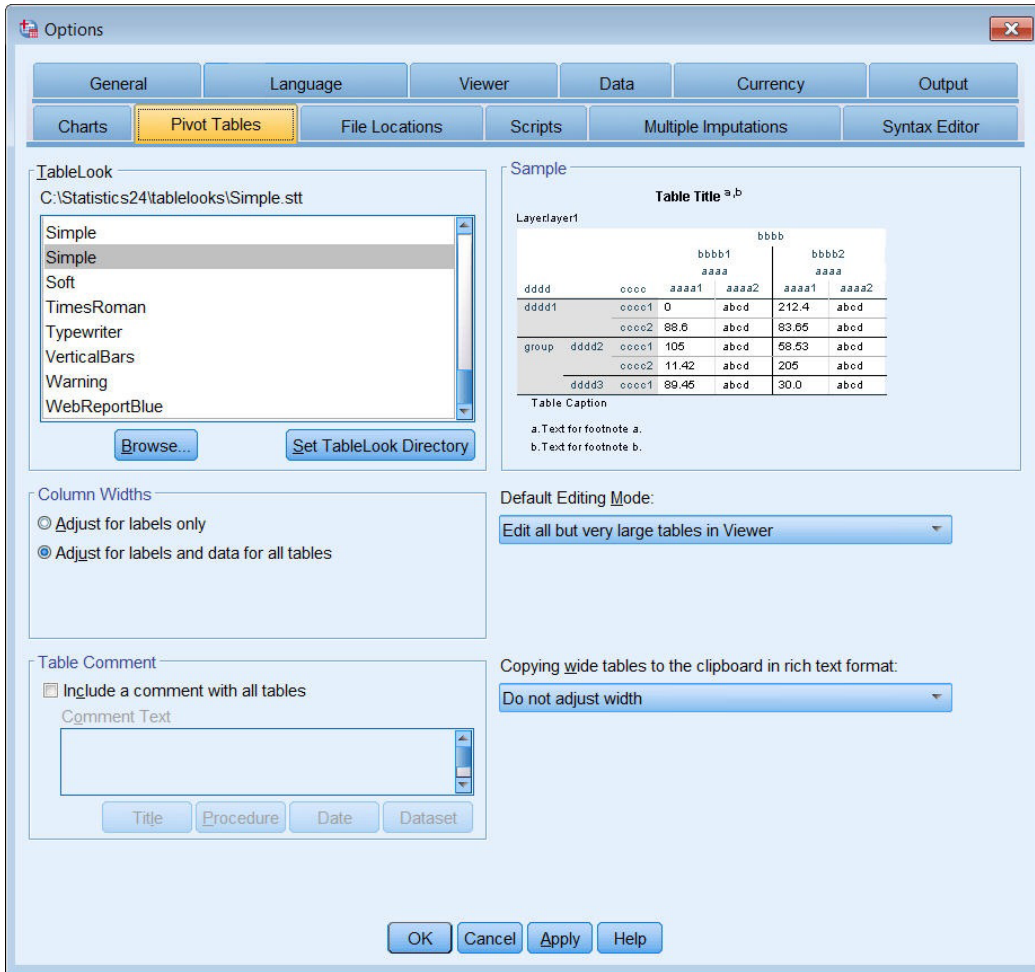 Options
General Language Viewer Data Currency Output
Charts Pivot Tables File Locations Scripts Multiple Imputations Syntax Editor
TableLook
C:\Statistics24\tablelooks\Simple.stt
Simple
Simple
Soft
TimesRoman
Typewriter
VerticalBars
Warning
WebReportBlue
Browse... Set TableLook Directory
Sample
Table Title a,b
Layerlayer1
bbbb
bbbb1 bbbb2
aaaa aaaa
dddd cccc aaaa1 aaaa2 aaaa1 aaaa2
dddd1 cccc1 0 abcd 212.4 abcd
cccc2 88.6 abcd 83.65 abcd
group dddd2 cccc1 105 abcd 58.53 abcd
cccc2 11.42 abcd 205 abcd
dddd3 cccc1 89.45 abcd 30.0 abcd
Table Caption
a.Text for footnote a.
b.Text for footnote b.
Column Widths
Adjust for labels only
Adjust for labels and data for all tables
Default Editing Mode:
Edit all but very large tables in Viewer
Table Comment
Include a comment with all tables
Comment Text
Title Procedure Date Dataset
Copying wide tables to the clipboard in rich text format:
Do not adjust width
OK Cancel Apply Help